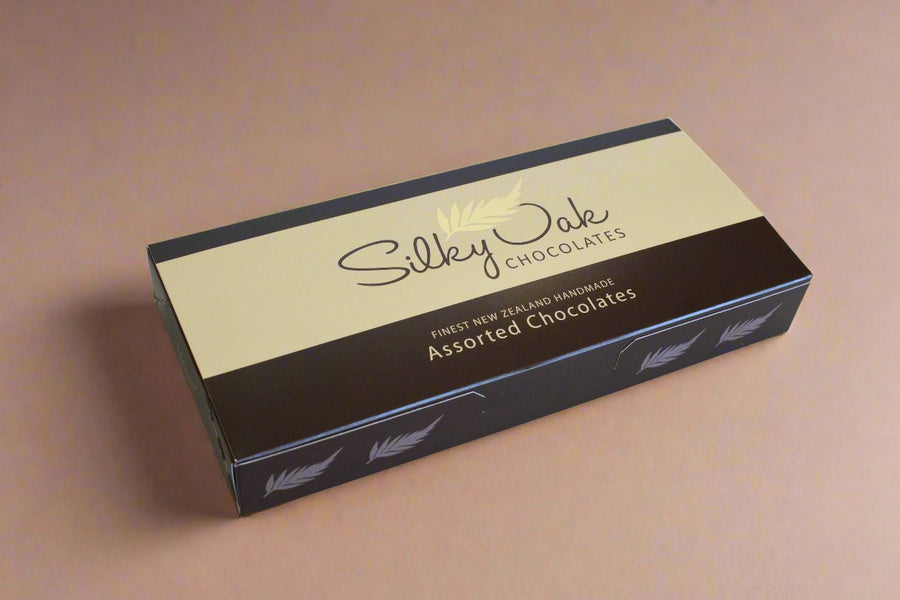 Silky Oak
CHOCOLATES
FINEST NEW ZEALAND HANDMADE
Assorted Chocolates